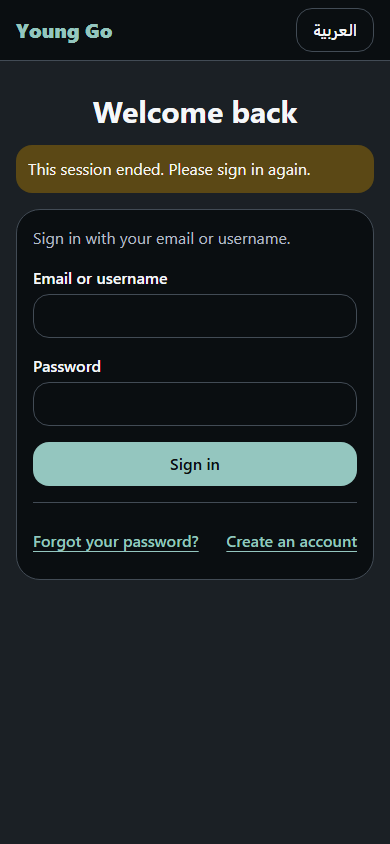 Young Go
العربية
Welcome back
This session ended. Please sign in again.
Sign in with your email or username.
Email or username
Password
Sign in
Forgot your password? Create an account